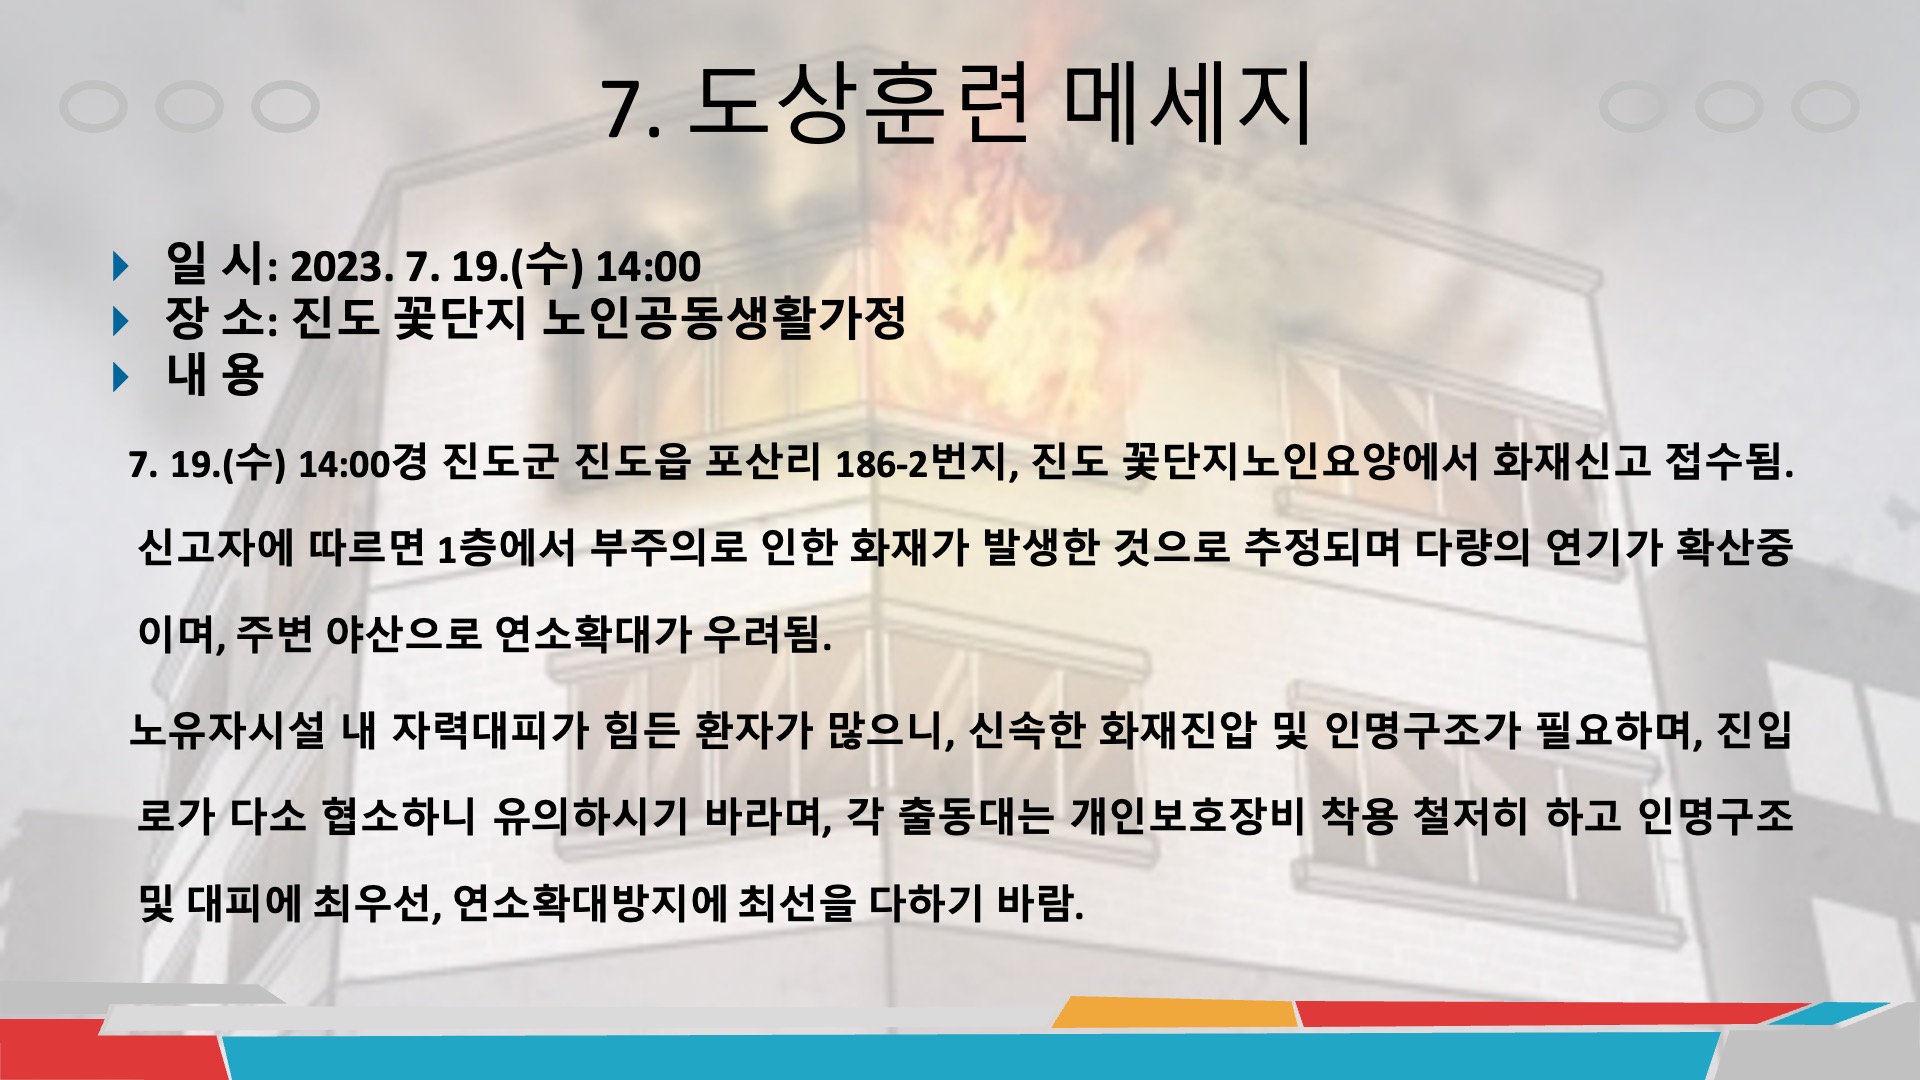 7. 도상훈련 메세지
일 시: 2023. 7. 19.(수) 14:00
장 소: 진도 꽃단지 노인공동생활가정
내 용
7. 19.(수) 14:00경 진도군 진도읍 포산리 186-2번지, 진도 꽃단지노인요양에서 화재신고 접수됨.
신고자에 따르면 1층에서 부주의로 인한 화재가 발생한 것으로 추정되며 다량의 연기가 확산중
이며, 주변 야산으로 연소확대가 우려됨.
노유자시설 내 자력대피가 힘든 환자가 많으니, 신속한 화재진압 및 인명구조가 필요하며, 진입
로가 다소 협소하니 유의하시기 바라며, 각 출동대는 개인보호장비 착용 철저히 하고 인명구조
및 대피에 최우선, 연소확대방지에 최선을 다하기 바람.